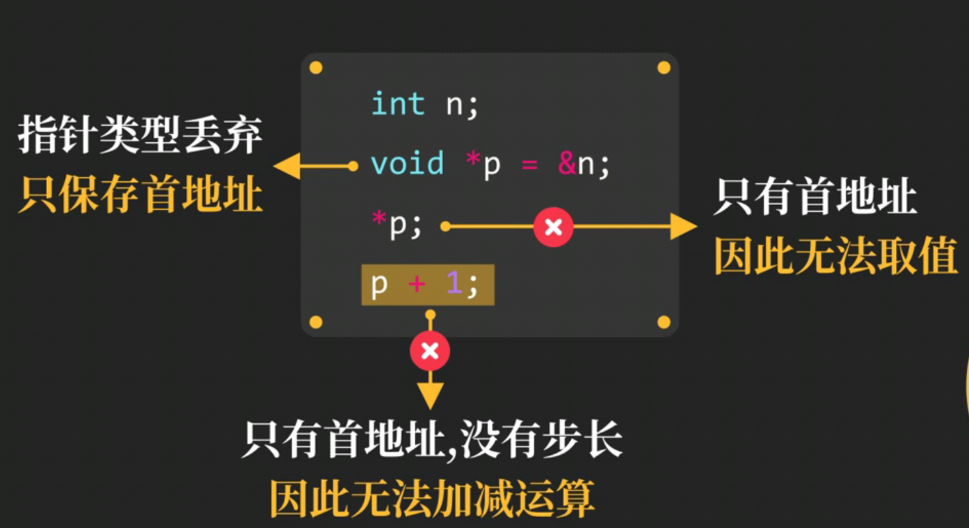 int n;
指针类型丢弃
void *p = &n;
只保存首地址
*p;
只有首地址
因此无法取值
p + 1;
只有首地址,没有步长
因此无法加减运算